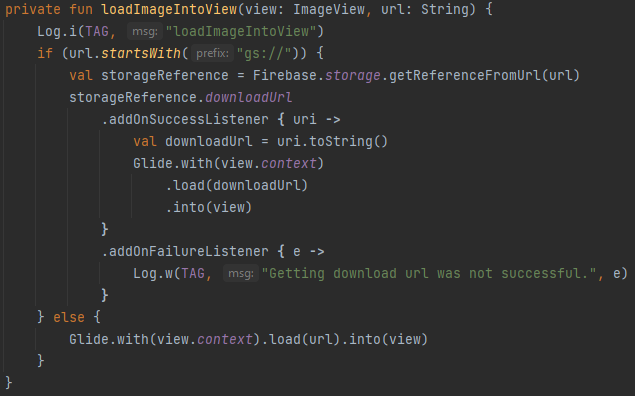 private fun loadImageIntoView(view: ImageView, url: String) {
    Log.i(TAG, msg: "loadImageIntoView")
    if (url.startsWith( prefix: "gs://")) {
        val storageReference = Firebase.storage.getReferenceFromUrl(url)
        storageReference.downloadUrl
            .addOnSuccessListener { uri ->
                val downloadUrl = uri.toString()
                Glide.with(view.context)
                    .load(downloadUrl)
                    .into(view)
            }
            .addOnFailureListener { e ->
                Log.w(TAG, msg: "Getting download url was not successful.", e)
            }
    } else {
        Glide.with(view.context).load(url).into(view)
    }
}